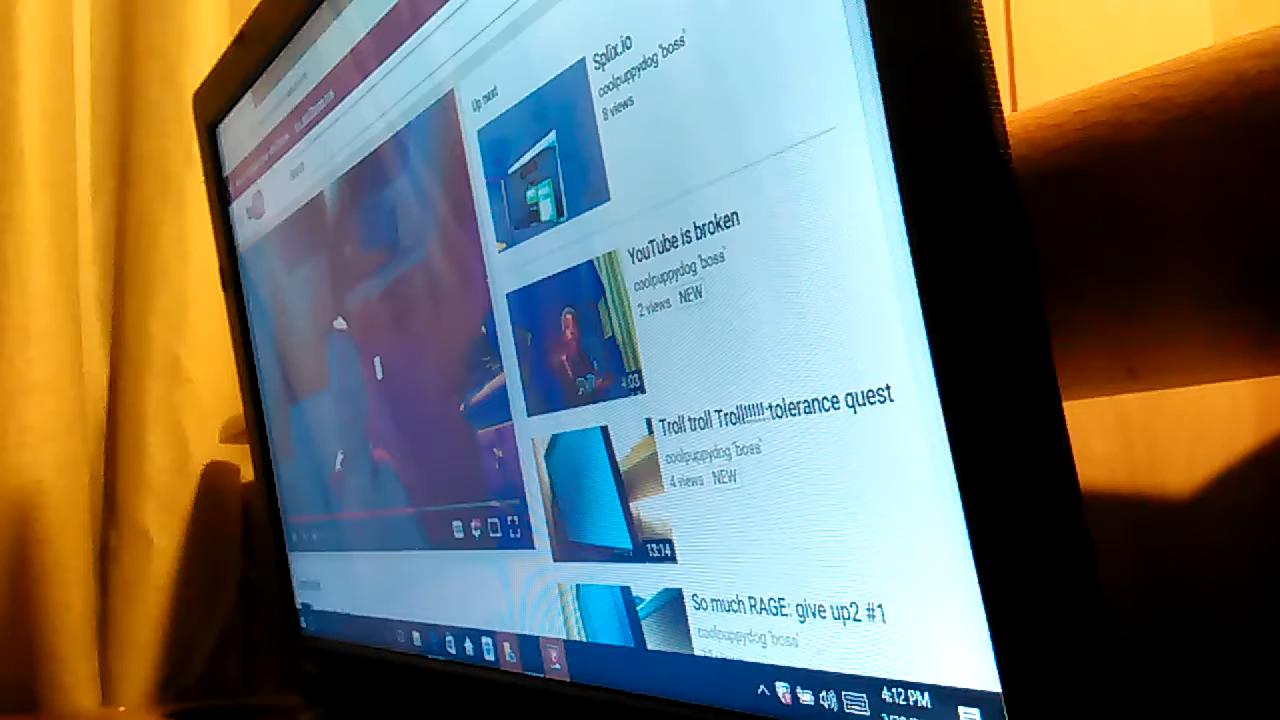 Up next
Splix.io
coolpuppydog 'boss'
8 views
YouTube is broken
coolpuppydog 'boss'
2 views NEW
4:03
Troll troll Troll!!!!!! tolerance quest
coolpuppydog 'boss'
4 views NEW
13:14
So much RAGE: give up2 #1
coolpuppydog 'boss'
4:12 PM